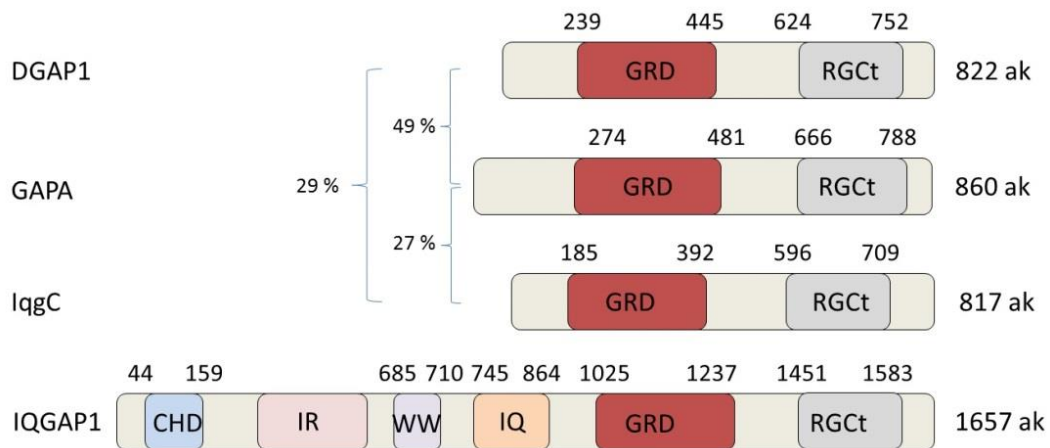 239 445 624 752
DGAP1 GRD RGCt 822 ak
49 %
274 481 666 788
29 % GAPA GRD RGCt 860 ak
27 %
185 392 596 709
IqgC GRD RGCt 817 ak
44 159 685 710 745 864 1025 1237 1451 1583
IQGAP1 CHD IR WW IQ GRD RGCt 1657 ak